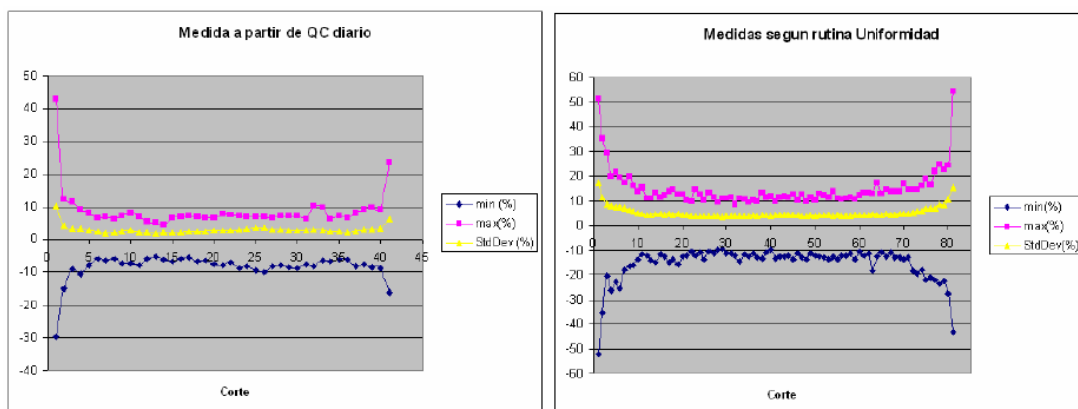 Medida a partir de QC diario
50
40
30
20
10
0
-10
-20
-30
-40
0 5 10 15 20 25 30 35 40 45
Corte
min (%)
max(%)
StdDev (%)
Medidas segun rutina Uniformidad
60
50
40
30
20
10
0
-10
-20
-30
-40
-50
-60
0 10 20 30 40 50 60 70 80
Corte
min(%)
max(%)
StdDev(%)